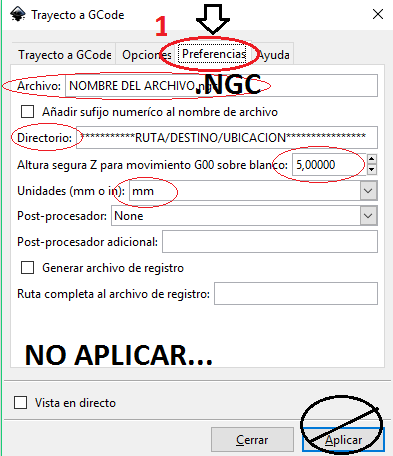 Trayecto a GCode
1
Trayecto a GCode Opciones Preferencias Ayuda
Archivo: NOMBRE DEL ARCHIVO.ngc
.NGC
Añadir sufijo numeríco al nombre de archivo
Directorio: ***********RUTA/DESTINO/UBICACION****************
Altura segura Z para movimiento G00 sobre blanco: 5,00000
Unidades (mm o in): mm
Post-procesador: None
Post-procesador adicional:
Generar archivo de registro
Ruta completa al archivo de registro:
NO APLICAR...
Vista en directo
Cerrar Aplicar